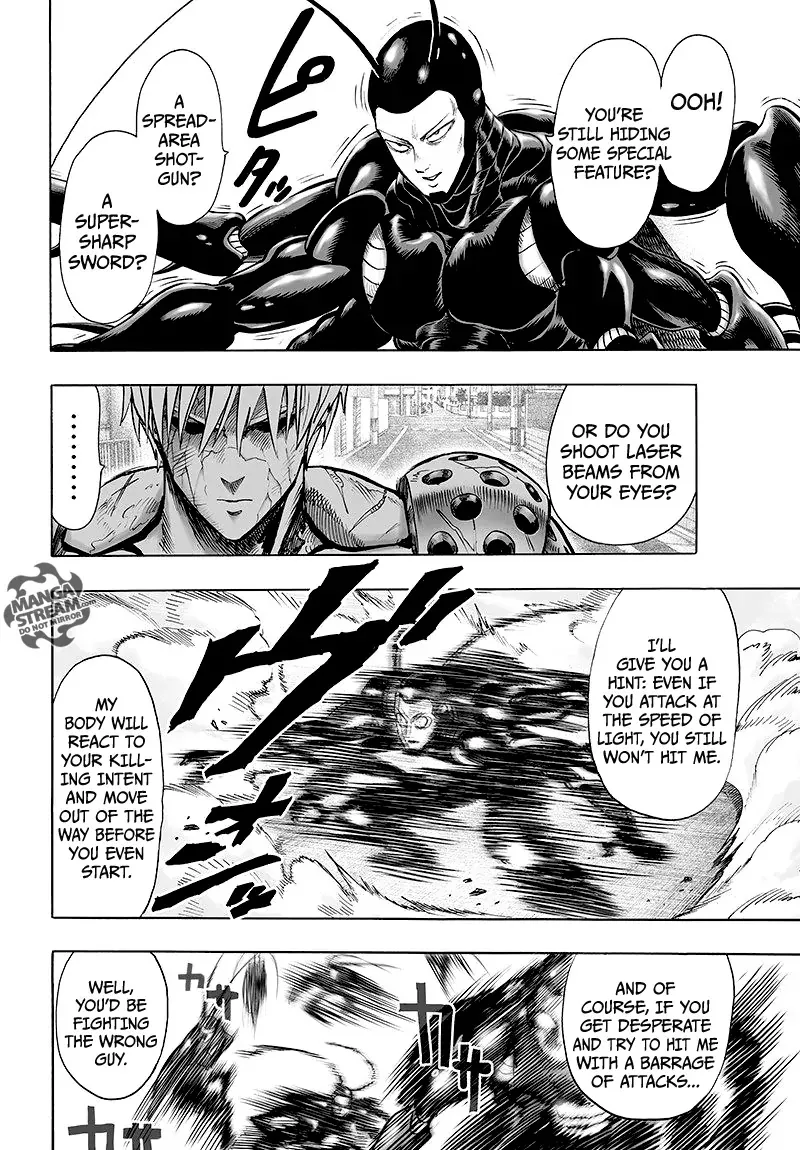 OOH!
YOU'RE
STILL HIDING
SOME SPECIAL
FEATURE?
ピタッ
A
SPREAD-
AREA
SHOT-
GUN?
A
SUPER-
SHARP
SWORD?
OR DO YOU
SHOOT LASER
BEAMS FROM
YOUR EYES?
.......
MANGA
STREAM.com
DO NOT MIRROR!
I'LL
GIVE YOU A
HINT: EVEN IF
YOU ATTACK AT
THE SPEED OF
LIGHT, YOU STILL
WON'T HIT ME.
MY
BODY WILL
REACT TO
YOUR KILL-
ING INTENT
AND MOVE
OUT OF THE
WAY BEFORE
YOU EVEN
START.
AND OF
COURSE, IF YOU
GET DESPERATE
AND TRY TO HIT ME
WITH A BARRAGE
OF ATTACKS...
カサ
カサ
カサ
WELL,
YOU'D BE
FIGHTING
THE WRONG
GUY.